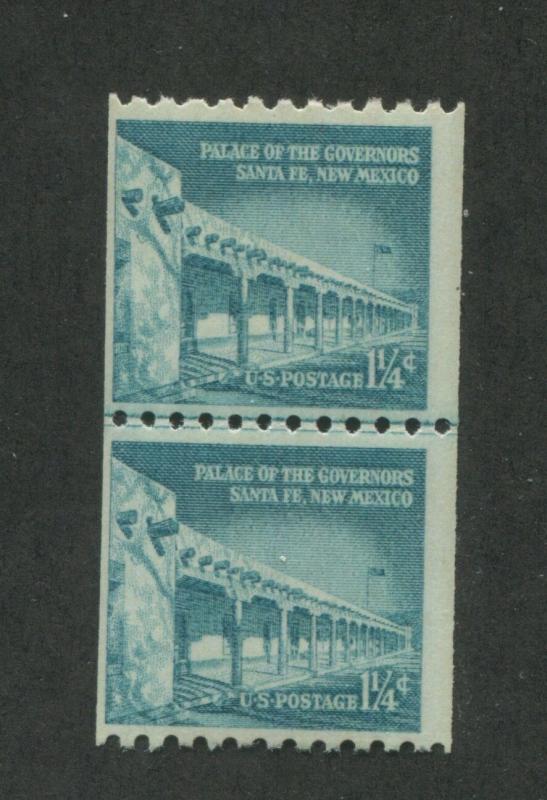 PALACE OF THE GOVERNORS
SANTA FE, NEW MEXICO
U·S·POSTAGE 1¼¢
PALACE OF THE GOVERNORS
SANTA FE, NEW MEXICO
U·S·POSTAGE 1¼¢